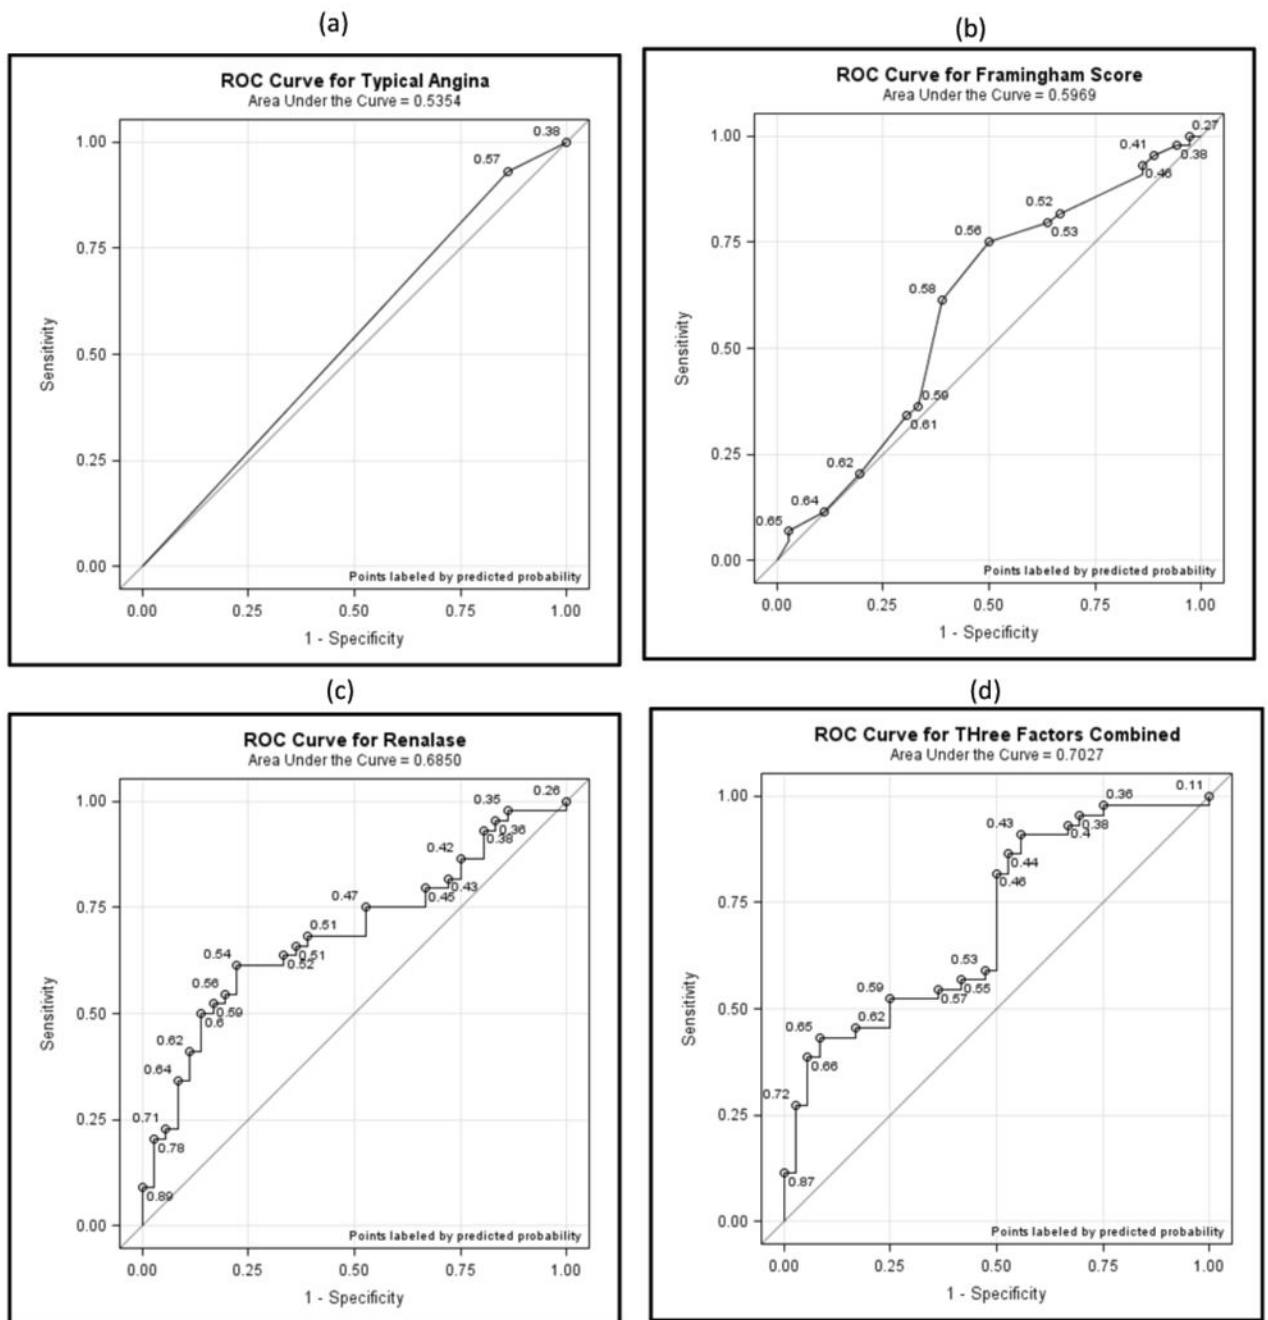 (a)
ROC Curve for Typical Angina
Area Under the Curve = 0.5354
1.00
0.75
0.50
0.25
0.00
Sensitivity
0.38
0.57
Points labeled by predicted probability
0.00 0.25 0.50 0.75 1.00
1 - Specificity
(b)
ROC Curve for Framingham Score
Area Under the Curve = 0.5969
1.00
0.75
0.50
0.25
0.00
Sensitivity
0.27
0.41
0.38
0.46
0.52
0.53
0.56
0.58
0.59
0.61
0.62
0.64
0.65
Points labeled by predicted probability
0.00 0.25 0.50 0.75 1.00
1 - Specificity
(c)
ROC Curve for Renalase
Area Under the Curve = 0.6850
1.00
0.75
0.50
0.25
0.00
Sensitivity
0.26
0.35
0.36
0.38
0.42
0.43
0.45
0.47
0.51
0.51
0.52
0.54
0.56
0.59
0.6
0.62
0.64
0.71
0.78
0.89
Points labeled by predicted probability
0.00 0.25 0.50 0.75 1.00
1 - Specificity
(d)
ROC Curve for THree Factors Combined
Area Under the Curve = 0.7027
1.00
0.75
0.50
0.25
0.00
Sensitivity
0.11
0.36
0.38
0.4
0.43
0.44
0.46
0.53
0.55
0.57
0.59
0.62
0.65
0.66
0.72
0.87
Points labeled by predicted probability
0.00 0.25 0.50 0.75 1.00
1 - Specificity